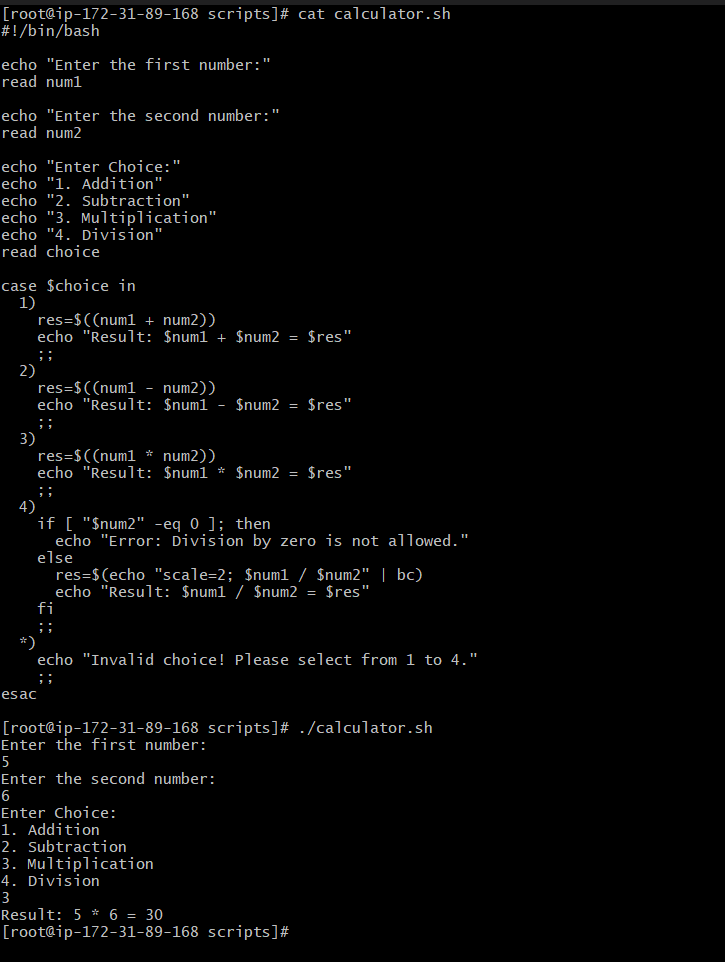 [root@ip-172-31-89-168 scripts]# cat calculator.sh
#!/bin/bash

echo "Enter the first number:"
read num1

echo "Enter the second number:"
read num2

echo "Enter Choice:"
echo "1. Addition"
echo "2. Subtraction"
echo "3. Multiplication"
echo "4. Division"
read choice

case $choice in
  1)
    res=$((num1 + num2))
    echo "Result: $num1 + $num2 = $res"
    ;;
  2)
    res=$((num1 - num2))
    echo "Result: $num1 - $num2 = $res"
    ;;
  3)
    res=$((num1 * num2))
    echo "Result: $num1 * $num2 = $res"
    ;;
  4)
    if [ "$num2" -eq 0 ]; then
      echo "Error: Division by zero is not allowed."
    else
      res=$(echo "scale=2; $num1 / $num2" | bc)
      echo "Result: $num1 / $num2 = $res"
    fi
    ;;
  *)
    echo "Invalid choice! Please select from 1 to 4."
    ;;
esac

[root@ip-172-31-89-168 scripts]# ./calculator.sh
Enter the first number:
5
Enter the second number:
6
Enter Choice:
1. Addition
2. Subtraction
3. Multiplication
4. Division
3
Result: 5 * 6 = 30
[root@ip-172-31-89-168 scripts]#